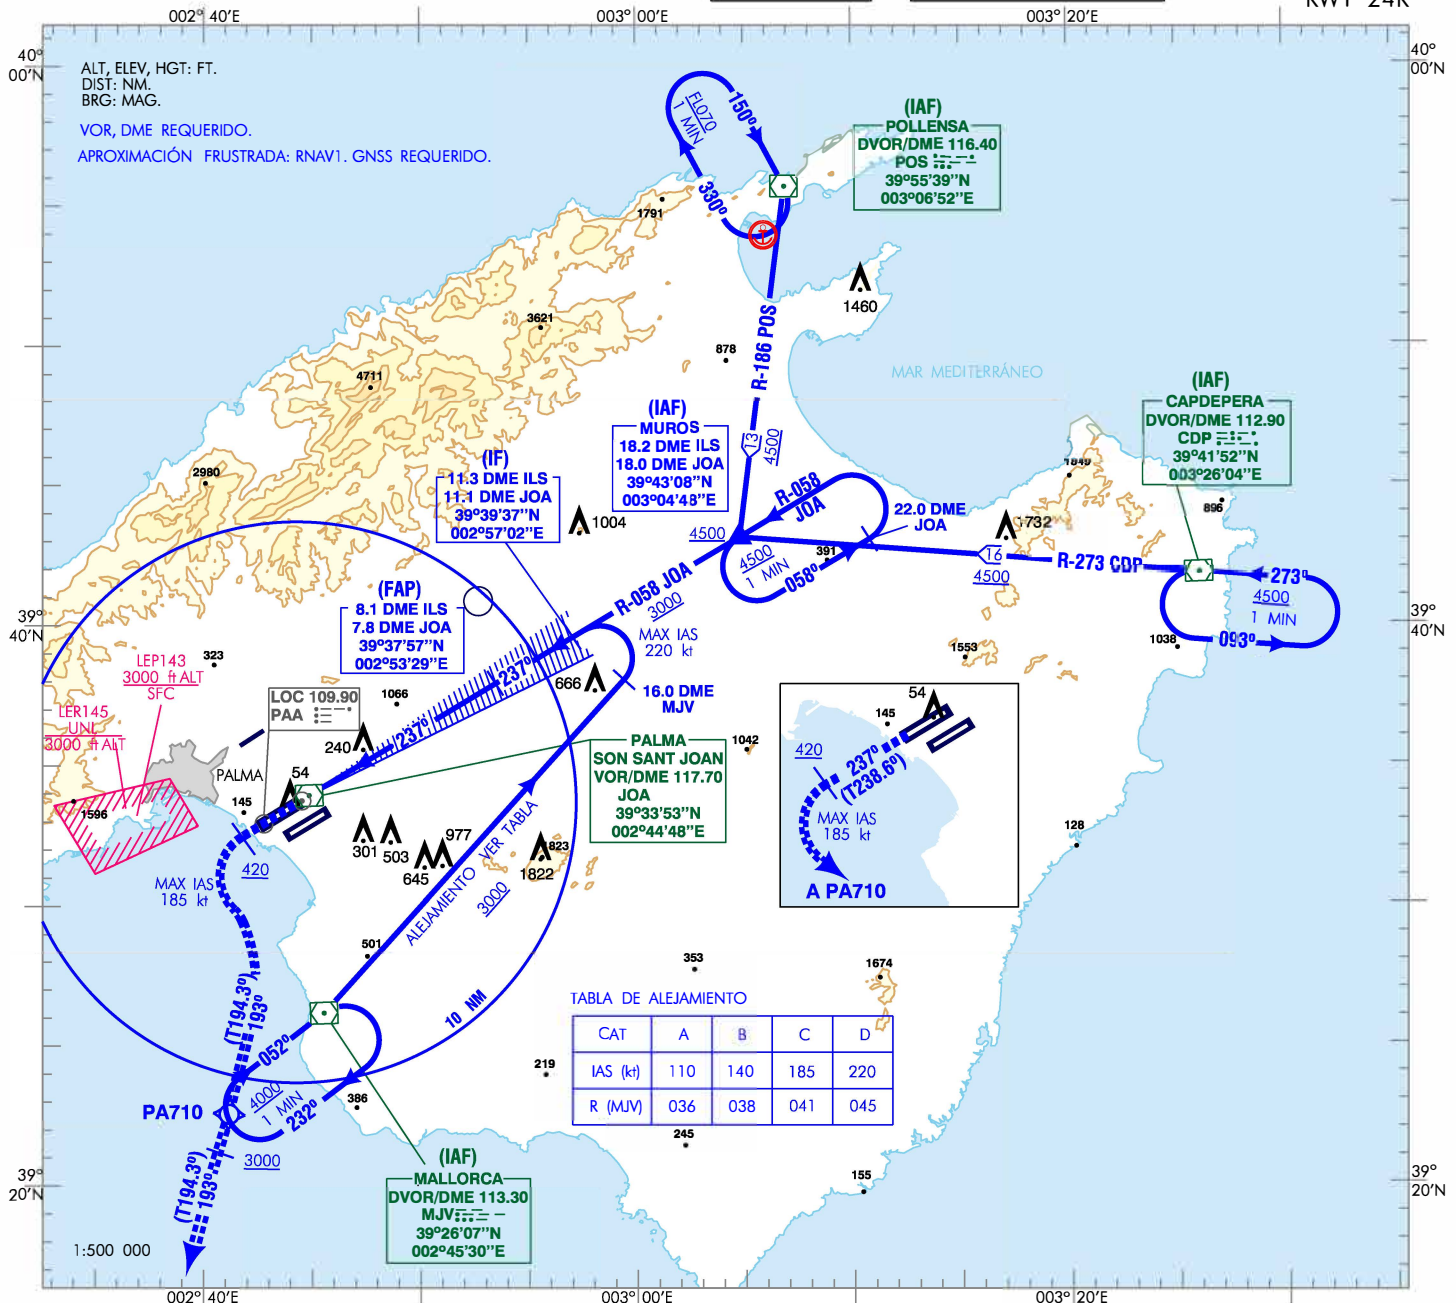 RWY 24R
002° 40'E
003° 00'E
003° 20'E
40°
00'N
40°
00'N
ALT, ELEV, HGT: FT.
DIST: NM.
BRG: MAG.
VOR, DME REQUERIDO.
APROXIMACIÓN FRUSTRADA: RNAV1. GNSS REQUERIDO.
FL070
1 MIN
150°
330°
(IAF)
POLLENSA
DVOR/DME 116.40
POS
39°55'39"N
003°06'52"E
1791
1460
3621
878
4711
R-186 POS
13
4500
MAR MEDITERRÁNEO
(IAF)
CAPDEPERA
DVOR/DME 112.90
CDP
39°41'52"N
003°26'04"E
(IAF)
MUROS
18.2 DME ILS
18.0 DME JOA
39°43'08"N
003°04'48"E
(IF)
11.3 DME ILS
11.1 DME JOA
39°39'37"N
002°57'02"E
2980
1849
896
1004
R-058
JOA
22.0 DME
JOA
1732
4500
4500
1 MIN
391
058°
16
4500
R-273 CDP
273°
4500
1 MIN
093°
1038
(FAP)
8.1 DME ILS
7.8 DME JOA
39°37'57"N
002°53'29"E
R-058 JOA
3000
MAX IAS
220 kt
39°
40'N
39°
40'N
1553
323
LEP143
3000 ft ALT
SFC
LER145
UNL
3000 ft ALT
LOC 109.90
PAA
1066
237°
237°
666
16.0 DME
MJV
240
PALMA
54
145
1596
PALMA
SON SANT JOAN
VOR/DME 117.70
JOA
39°33'53"N
002°44'48"E
1042
54
145
420
237°
(T238.6°)
MAX IAS
185 kt
A PA710
128
301
503
645
977
823
1822
420
MAX IAS
185 kt
ALEJAMIENTO VER TABLA
3000
501
353
1674
10 NM
(T194.3°)
193°
052°
4000
1 MIN
232°
386
219
PA710
3000
(T194.3°)
193°
TABLA DE ALEJAMIENTO
CAT A B C D
IAS (kt) 110 140 185 220
R (MJV) 036 038 041 045
245
155
(IAF)
MALLORCA
DVOR/DME 113.30
MJV
39°26'07"N
002°45'30"E
39°
20'N
39°
20'N
1:500 000
002° 40'E
003° 00'E
003° 20'E